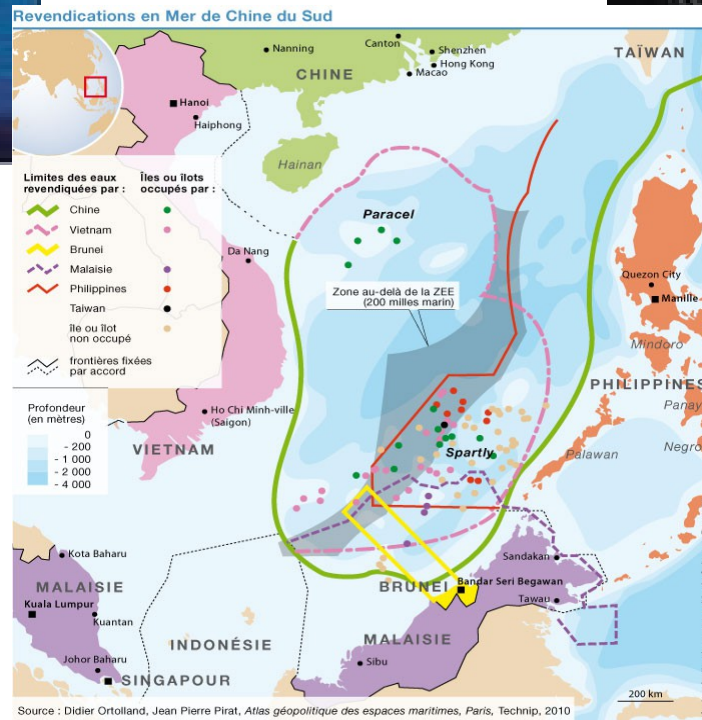 Revendications en Mer de Chine du Sud
Nanning
Canton
Shenzhen
Hong Kong
Macao
CHINE
TAÏWAN
Hanoi
Haiphong
Hainan
Limites des eaux
revendiquées par :
Îles ou îlots
occupés par :
Chine
Vietnam
Brunei
Malaisie
Philippines
Taiwan
île ou îlot
non occupé
frontières fixées
par accord
Paracel
Da Nang
Zone au-delà de la ZEE
(200 milles marin)
Quezon City
Manille
Mindoro
PHILIPPINES
Panay
Negro
Palawan
Profondeur
(en mètres)
0
- 200
- 1 000
- 2 000
- 4 000
Ho Chi Minh-ville
(Saigon)
VIETNAM
Spartly
Kota Baharu
MALAISIE
Kuala Lumpur
Kuantan
Johor Baharu
SINGAPOUR
INDONÉSIE
BRUNEI
Bandar Seri Begawan
Sandakan
Tawau
MALAISIE
Sibu
200 km
Source : Didier Ortolland, Jean Pierre Pirat, Atlas géopolitique des espaces maritimes, Paris, Technip, 2010